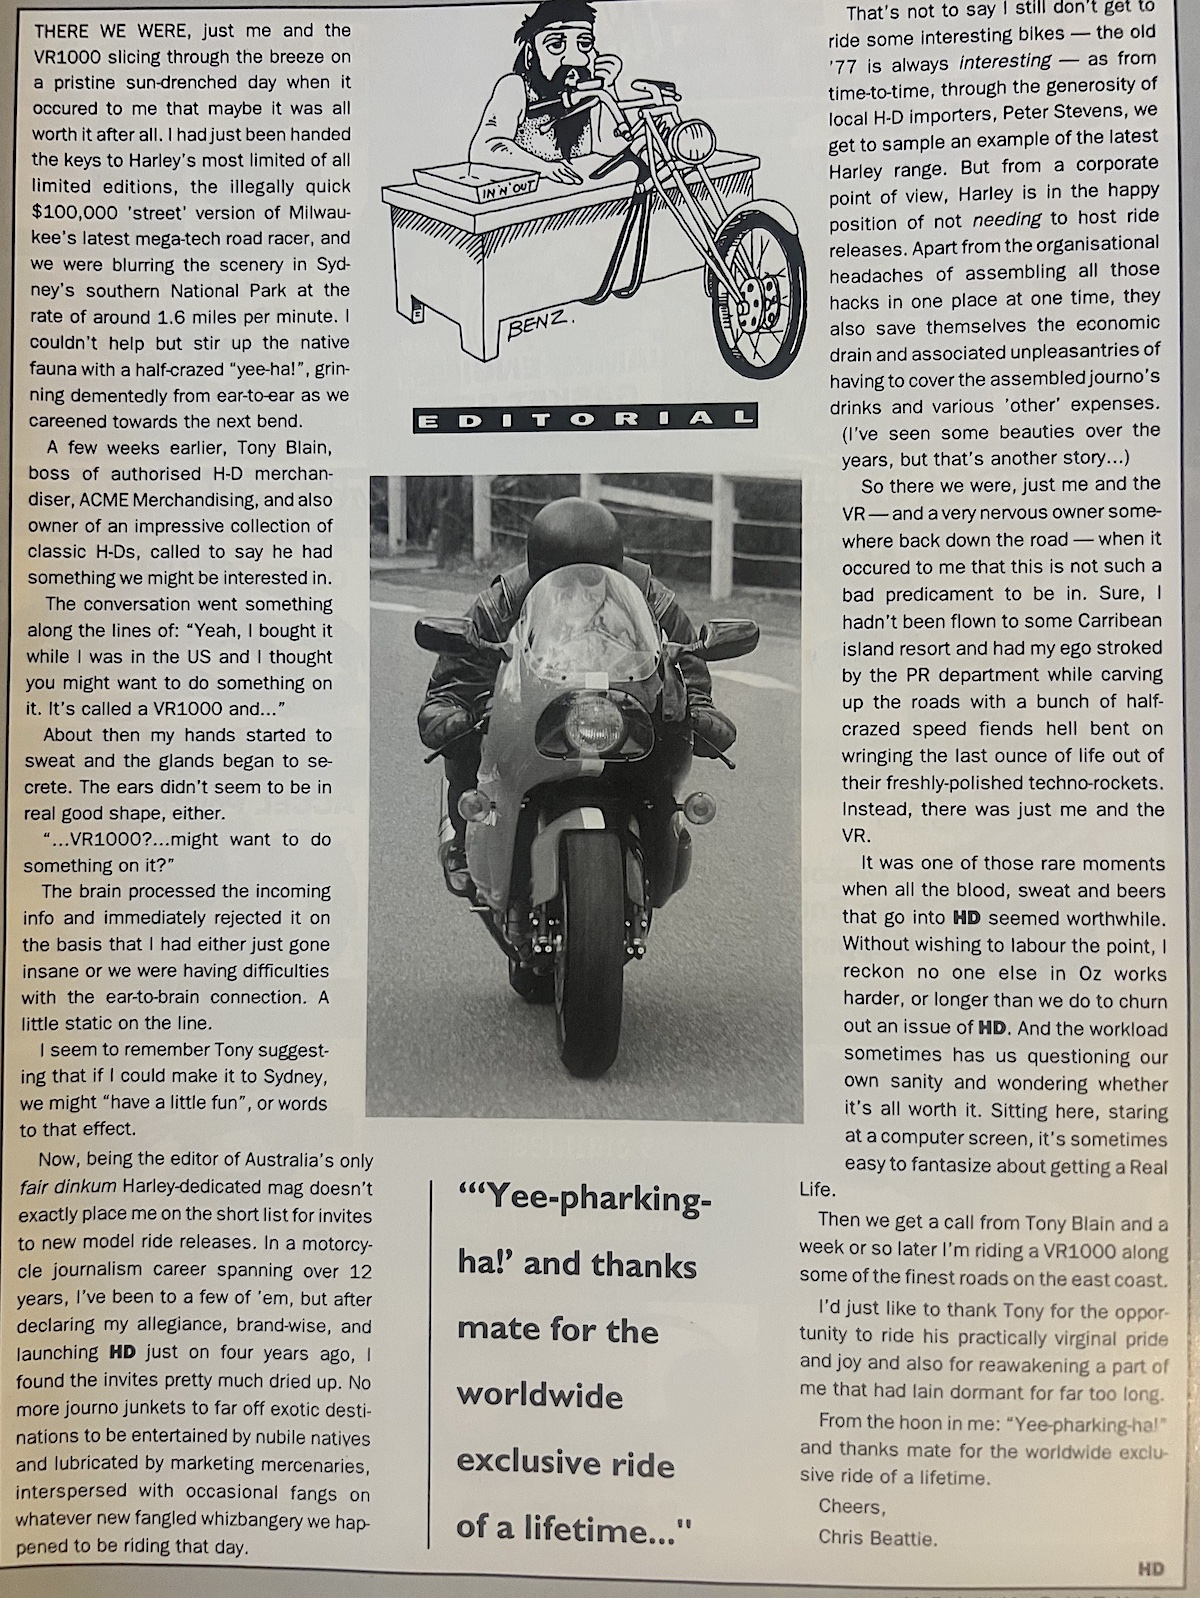 THERE WE WERE, just me and the
VR1000 slicing through the breeze on
a pristine sun-drenched day when it
occured to me that maybe it was all
worth it after all. I had just been handed
the keys to Harley's most limited of all
limited editions, the illegally quick
$100,000 'street' version of Milwau-
kee's latest mega-tech road racer, and
we were blurring the scenery in Syd-
ney's southern National Park at the
rate of around 1.6 miles per minute. I
couldn't help but stir up the native
fauna with a half-crazed “yee-ha!”, grin-
ning dementedly from ear-to-ear as we
careened towards the next bend.
A few weeks earlier, Tony Blain,
boss of authorised H-D merchan-
diser, ACME Merchandising, and also
owner of an impressive collection of
classic H-Ds, called to say he had
something we might be interested in.
The conversation went something
along the lines of: “Yeah, I bought it
while I was in the US and I thought
you might want to do something on
it. It's called a VR1000 and...”
About then my hands started to
sweat and the glands began to se-
crete. The ears didn't seem to be in
real good shape, either.
“...VR1000?...might want to do
something on it?”
The brain processed the incoming
info and immediately rejected it on
the basis that I had either just gone
insane or we were having difficulties
with the ear-to-brain connection. A
little static on the line.
I seem to remember Tony suggest-
ing that if I could make it to Sydney,
we might “have a little fun”, or words
to that effect.
Now, being the editor of Australia's only
fair dinkum Harley-dedicated mag doesn't
exactly place me on the short list for invites
to new model ride releases. In a motorcy-
cle journalism career spanning over 12
years, I've been to a few of 'em, but after
declaring my allegiance, brand-wise, and
launching HD just on four years ago, I
found the invites pretty much dried up. No
more journo junkets to far off exotic desti-
nations to be entertained by nubile natives
and lubricated by marketing mercenaries,
interspersed with occasional fangs on
whatever new fangled whizbangery we hap-
pened to be riding that day.
IN 'N' OUT
BENZ.
EDITORIAL
“‘Yee-pharking-
ha!’ and thanks
mate for the
worldwide
exclusive ride
of a lifetime..."
That's not to say I still don't get to
ride some interesting bikes — the old
'77 is always interesting — as from
time-to-time, through the generosity of
local H-D importers, Peter Stevens, we
get to sample an example of the latest
Harley range. But from a corporate
point of view, Harley is in the happy
position of not needing to host ride
releases. Apart from the organisational
headaches of assembling all those
hacks in one place at one time, they
also save themselves the economic
drain and associated unpleasantries of
having to cover the assembled journo's
drinks and various 'other' expenses.
(I've seen some beauties over the
years, but that's another story...)
So there we were, just me and the
VR — and a very nervous owner some-
where back down the road — when it
occured to me that this is not such a
bad predicament to be in. Sure, I
hadn't been flown to some Carribean
island resort and had my ego stroked
by the PR department while carving
up the roads with a bunch of half-
crazed speed fiends hell bent on
wringing the last ounce of life out of
their freshly-polished techno-rockets.
Instead, there was just me and the
VR.
It was one of those rare moments
when all the blood, sweat and beers
that go into HD seemed worthwhile.
Without wishing to labour the point, I
reckon no one else in Oz works
harder, or longer than we do to churn
out an issue of HD. And the workload
sometimes has us questioning our
own sanity and wondering whether
it's all worth it. Sitting here, staring
at a computer screen, it's sometimes
easy to fantasize about getting a Real
Life.
Then we get a call from Tony Blain and a
week or so later I'm riding a VR1000 along
some of the finest roads on the east coast.
I'd just like to thank Tony for the oppor-
tunity to ride his practically virginal pride
and joy and also for reawakening a part of
me that had lain dormant for far too long.
From the hoon in me: “Yee-pharking-ha!”
and thanks mate for the worldwide exclu-
sive ride of a lifetime.
Cheers,
Chris Beattie.
HD